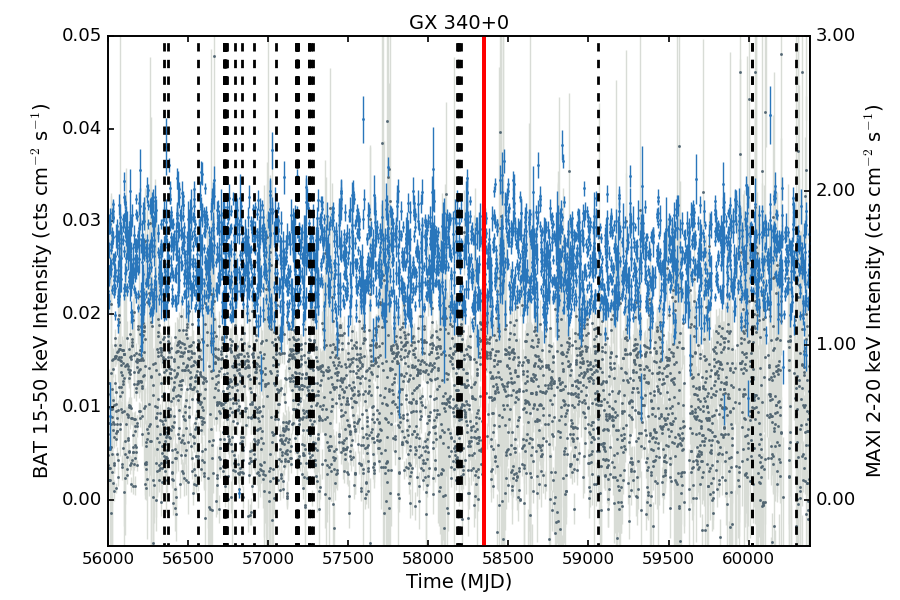 GX 340+0
0.05
0.04
0.03
0.02
0.01
0.00
BAT 15-50 keV Intensity (cts cm⁻² s⁻¹)
3.00
2.00
1.00
0.00
MAXI 2-20 keV Intensity (cts cm⁻² s⁻¹)
56000 56500 57000 57500 58000 58500 59000 59500 60000
Time (MJD)